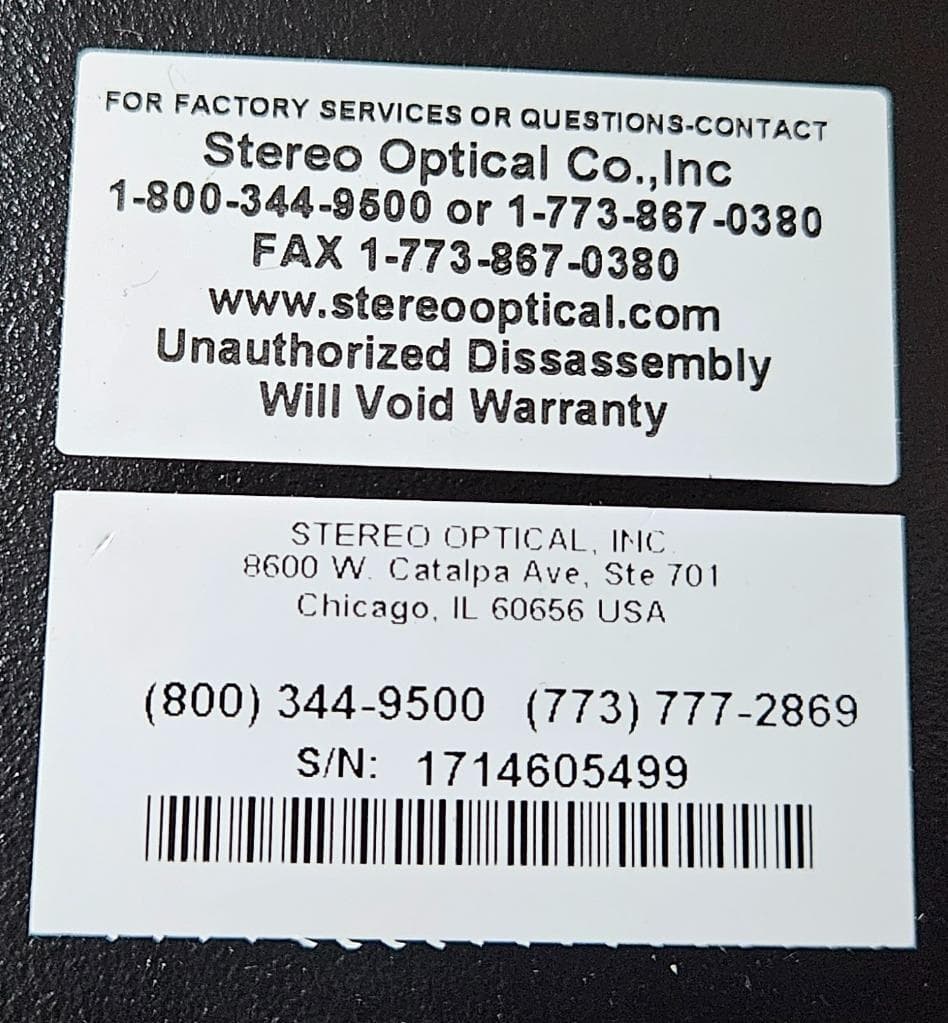 FOR FACTORY SERVICES OR QUESTIONS-CONTACT
Stereo Optical Co.,Inc
1-800-344-9500 or 1-773-867-0380
FAX 1-773-867-0380
www.stereooptical.com
Unauthorized Dissassembly
Will Void Warranty
STEREO OPTICAL, INC.
8600 W. Catalpa Ave, Ste 701
Chicago, IL 60656 USA
(800) 344-9500 (773) 777-2869
S/N: 1714605499